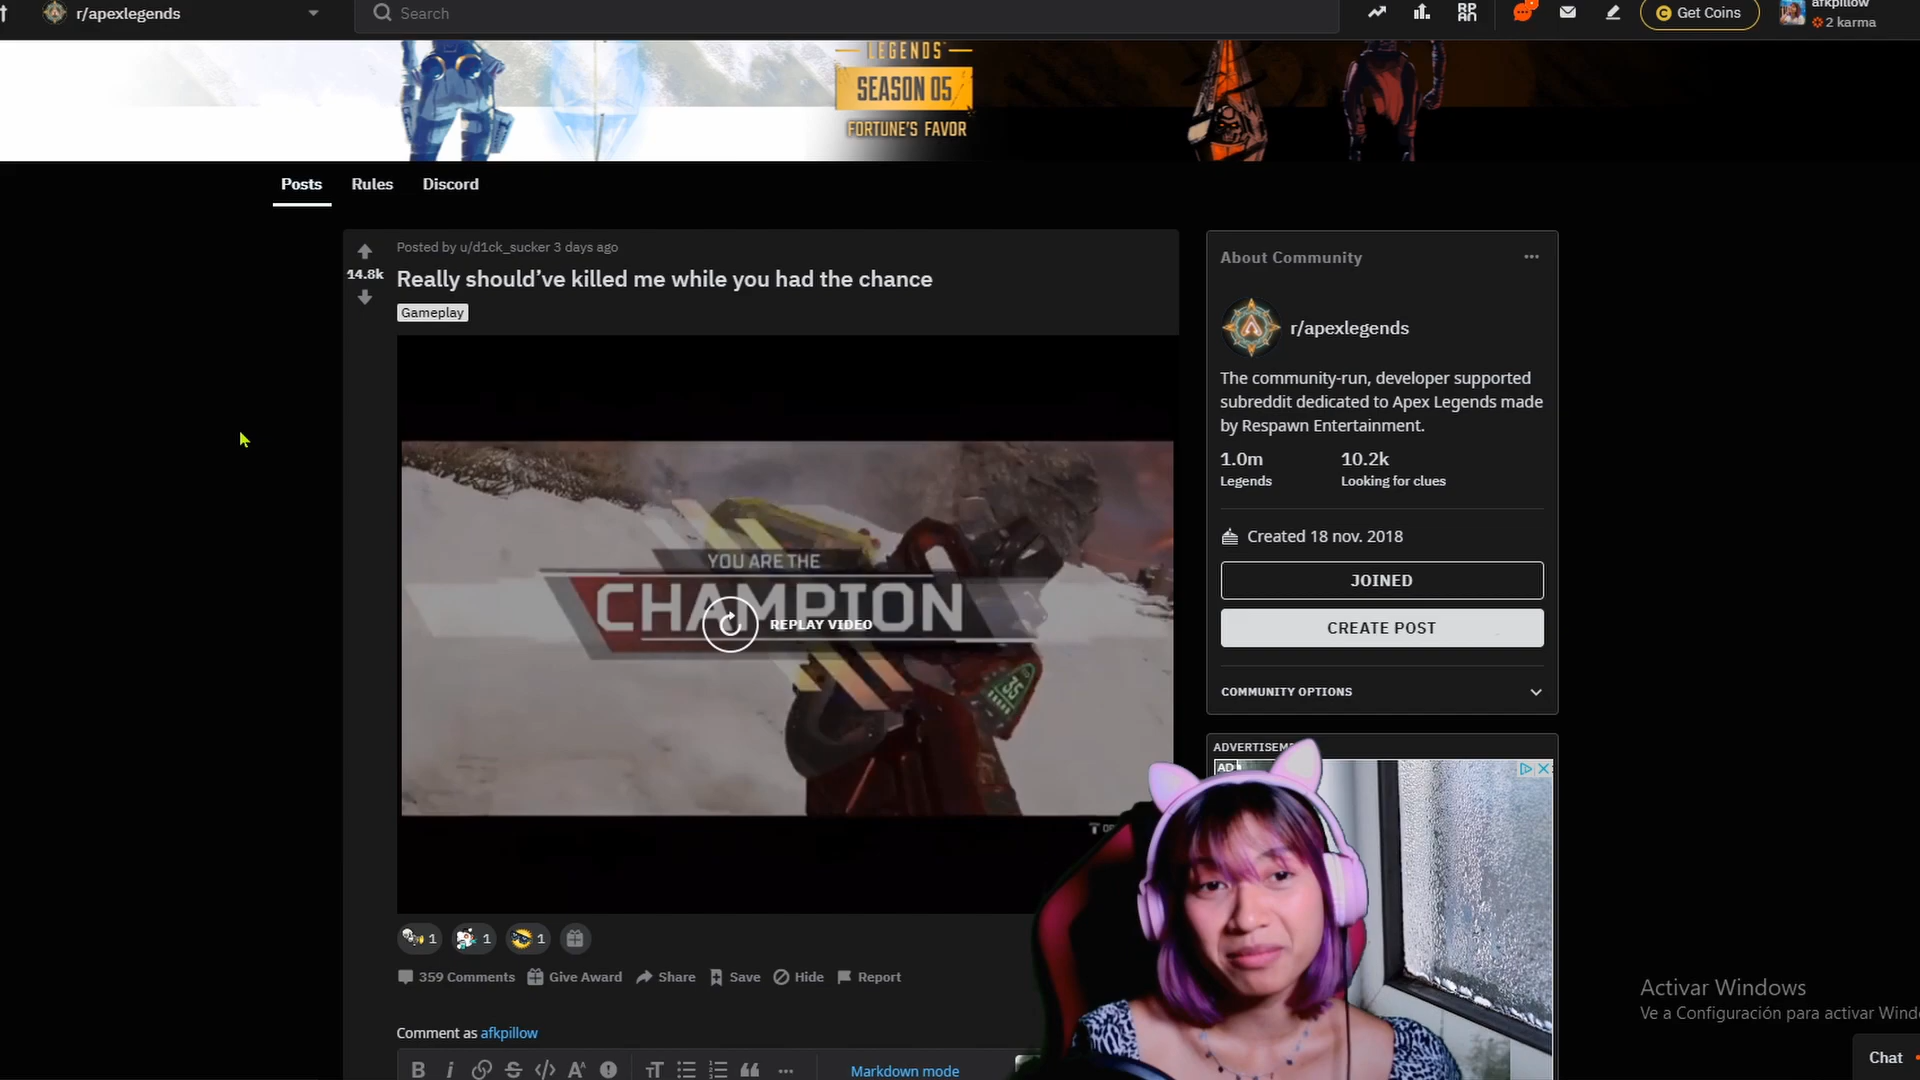 r/apexlegends
Search
RPAN
Get Coins
afkpillow
2 karma
LEGENDS
SEASON 05
FORTUNE'S FAVOR
Posts
Rules
Discord
Posted by u/d1ck_sucker 3 days ago
14.8k
Really should've killed me while you had the chance
Gameplay
YOU ARE THE
CHAMPION
REPLAY VIDEO
35
About Community
r/apexlegends
The community-run, developer supported
subreddit dedicated to Apex Legends made
by Respawn Entertainment.
1.0m
10.2k
Legends
Looking for clues
Created 18 nov. 2018
JOINED
CREATE POST
COMMUNITY OPTIONS
AD
1
1
1
359 Comments
Give Award
Share
Save
Hide
Report
Comment as afkpillow
Markdown mode
Activar Windows
Ve a Configuración para activar Wind
Chat